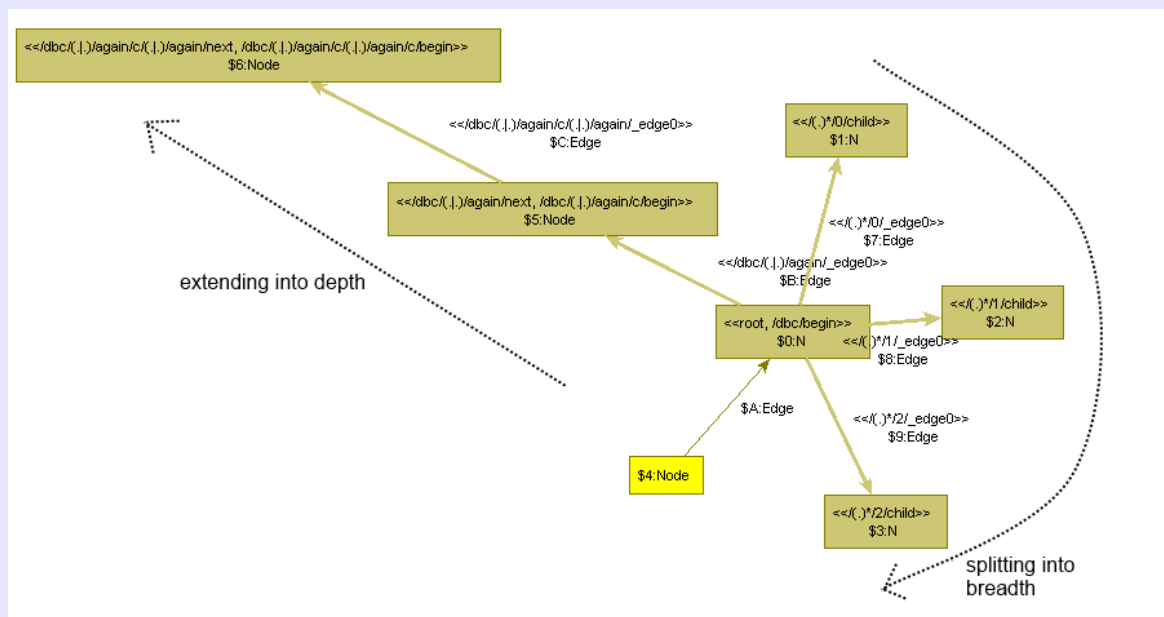 <</dbc/(.|.)/again/c/(.|.)/again/next, /dbc/(.|.)/again/c/(.|.)/again/c/begin>>
$6:Node
<</dbc/(.|.)/again/c/(.|.)/again/_edge0>>
$C:Edge
<</(.)*/0/child>>
$1:N
<</dbc/(.|.)/again/next, /dbc/(.|.)/again/c/begin>>
$5:Node
<</(.)*/0/_edge0>>
$7:Edge
<</dbc/(.|.)/again/_edge0>>
$B:Edge
extending into depth
<</(.)*/1/child>>
$2:N
<<root, /dbc/begin>>
$0:N
<</(.)*/1/_edge0>>
$8:Edge
$A:Edge
<</(.)*/2/_edge0>>
$9:Edge
$4:Node
<</(.)*/2/child>>
$3:N
splitting into
breadth